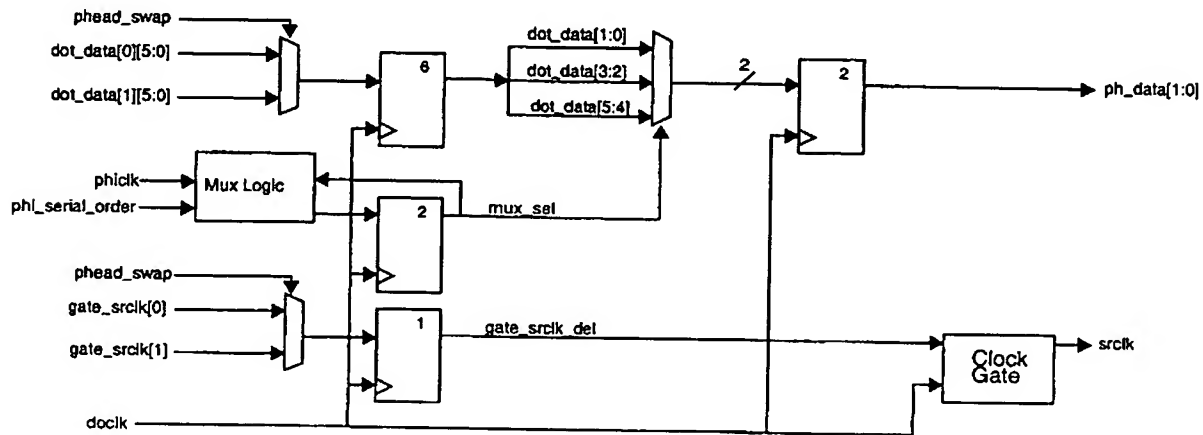 phead_swap
dot_data[0][5:0]
dot_data[1][5:0]
6
dot_data[1:0]
dot_data[3:2]
dot_data[5:4]
2
2
ph_data[1:0]
phiclk
phi_serial_order
Mux Logic
2
mux_sel
phead_swap
gate_srclk[0]
gate_srclk[1]
1
gate_srclk_del
Clock
Gate
srclk
doclk